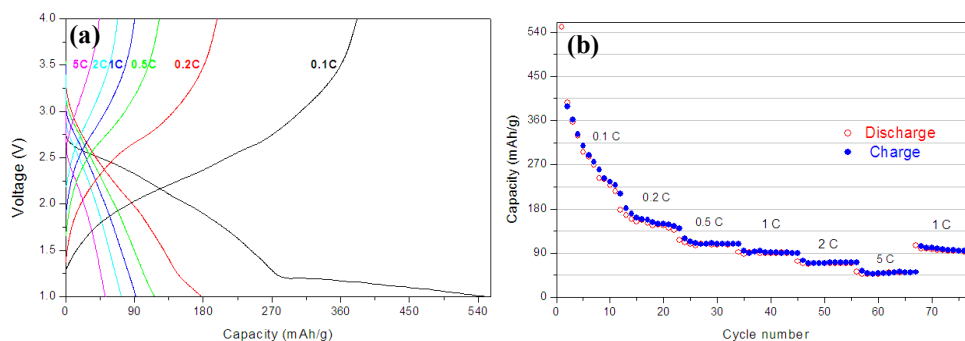 (a)
4.0
3.5
3.0
2.5
2.0
1.5
1.0
Voltage (V)
5C 2C 1C 0.5C 0.2C 0.1C
0 90 180 270 360 450 540
Capacity (mAh/g)
(b)
540
450
360
270
180
90
0
Capacity (mAh/g)
0.1 C
0.2 C
0.5 C
1 C
2 C
5 C
1 C
Discharge
Charge
0 10 20 30 40 50 60 70
Cycle number